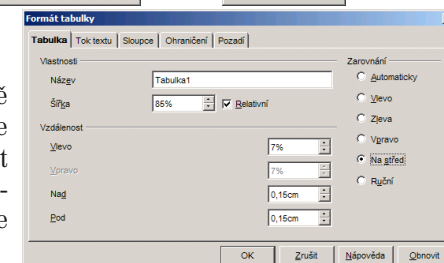 Formát tabulky
Tabulka Tok textu Sloupce Ohraničení Pozadí
Vlastnosti
Název Tabulka1
Šířka 85% Relativní
Vzdálenost
Vlevo 7%
Vpravo 7%
Nad 0,15cm
Pod 0,15cm
Zarovnání
Automaticky
Vlevo
Zleva
Vpravo
Na střed
Ruční
OK Zrušit Nápověda Obnovit